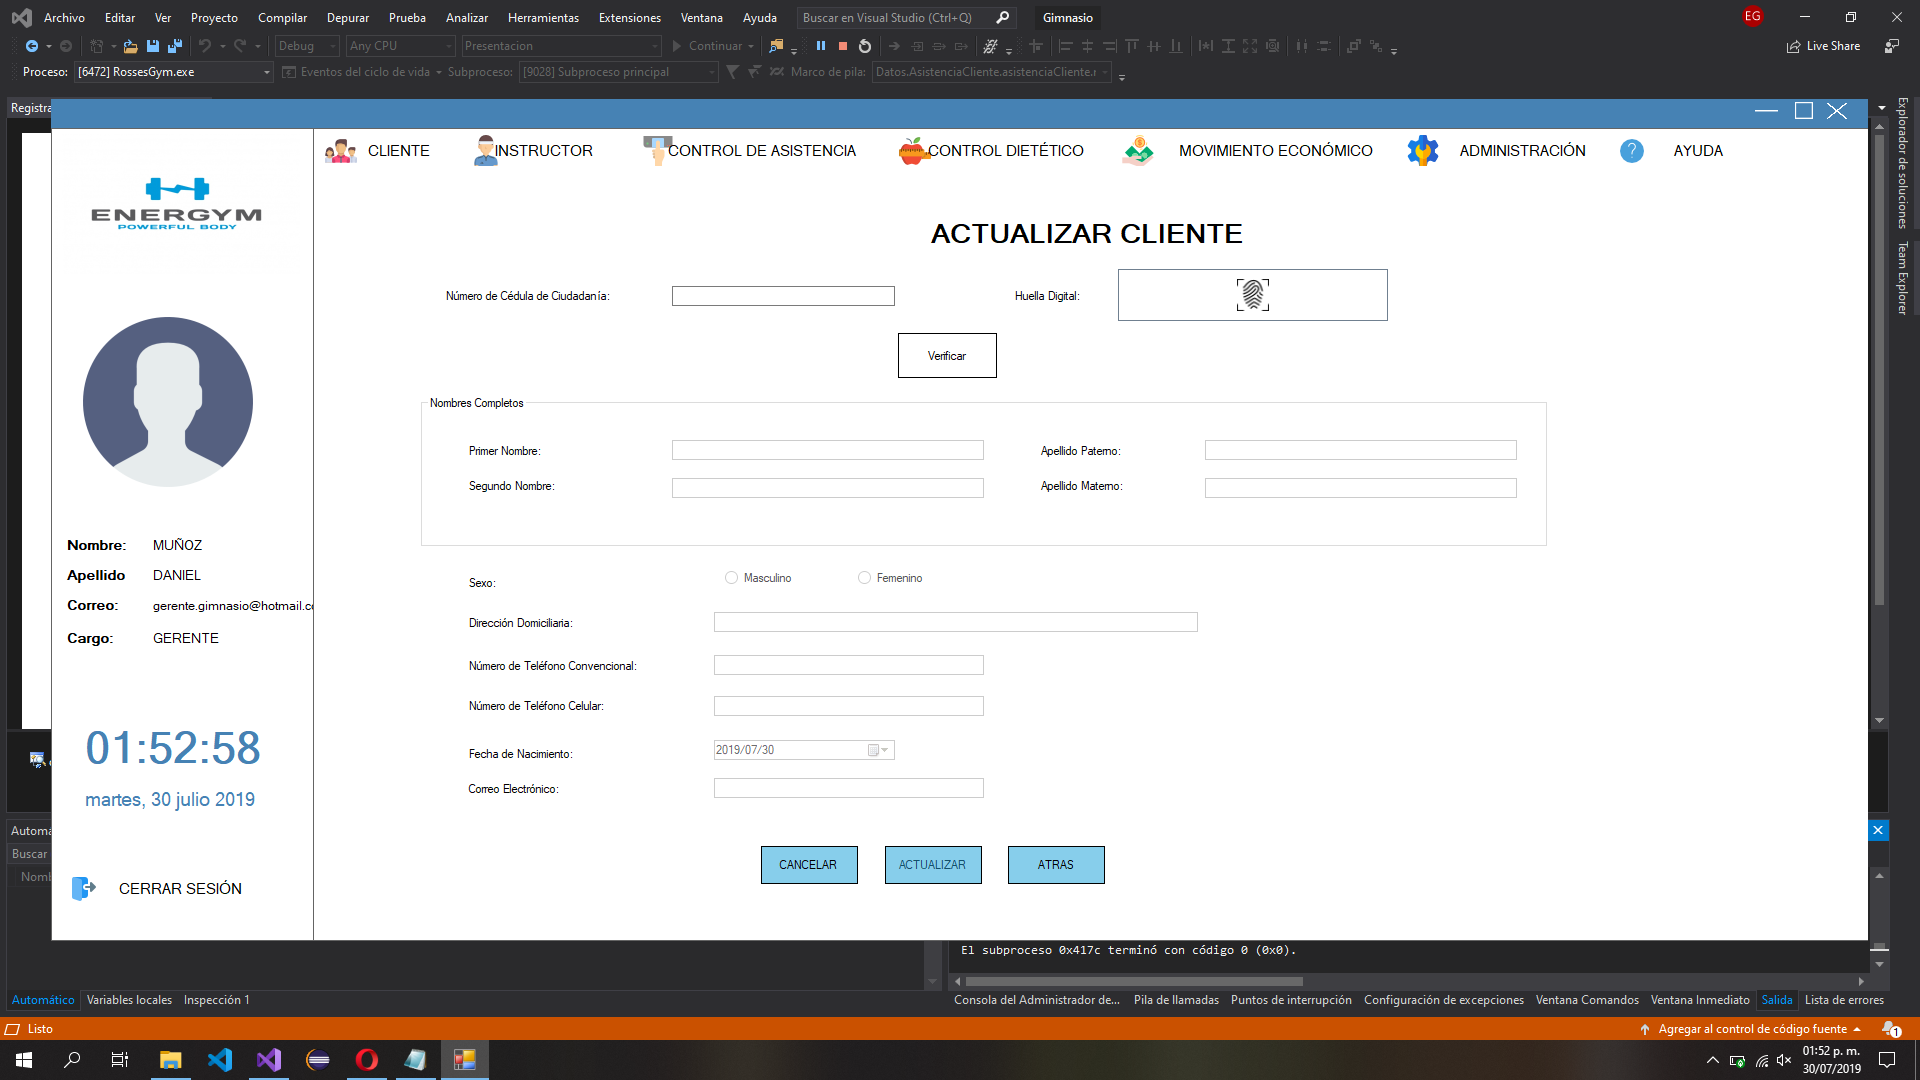 Archivo Editar Ver Proyecto Compilar Depurar Prueba Analizar Herramientas Extensiones Ventana Ayuda Buscar en Visual Studio (Ctrl+Q) Gimnasio EG
Debug Any CPU Presentacion Continuar Live Share
Proceso: [6472] RossesGym.exe Eventos del ciclo de vida Subproceso: [9028] Subproceso principal Marco de pila: Datos.AsistenciaCliente.asistenciaCliente.r
Registra
Explorador de soluciones
Team Explorer
CLIENTE INSTRUCTOR CONTROL DE ASISTENCIA CONTROL DIETÉTICO MOVIMIENTO ECONÓMICO ADMINISTRACIÓN ? AYUDA
ENERGYM
POWERFUL BODY
ACTUALIZAR CLIENTE
Número de Cédula de Ciudadanía: Huella Digital:
Verificar
Nombres Completos
Primer Nombre: Apellido Paterno:
Segundo Nombre: Apellido Materno:
Nombre: MUÑOZ
Apellido DANIEL
Correo: gerente.gimnasio@hotmail.c
Cargo: GERENTE
Sexo: Masculino Femenino
Dirección Domiciliaria:
Número de Teléfono Convencional:
Número de Teléfono Celular:
Fecha de Nacimiento: 2019/07/30
Correo Electrónico:
01:52:58
martes, 30 julio 2019
CANCELAR ACTUALIZAR ATRAS
CERRAR SESIÓN
Automá
Buscar
Nomb
El subproceso 0x417c terminó con código 0 (0x0).
Automático Variables locales Inspección 1 Consola del Administrador de... Pila de llamadas Puntos de interrupción Configuración de excepciones Ventana Comandos Ventana Inmediato Salida Lista de errores
Listo Agregar al control de código fuente 1
01:52 p. m.
30/07/2019